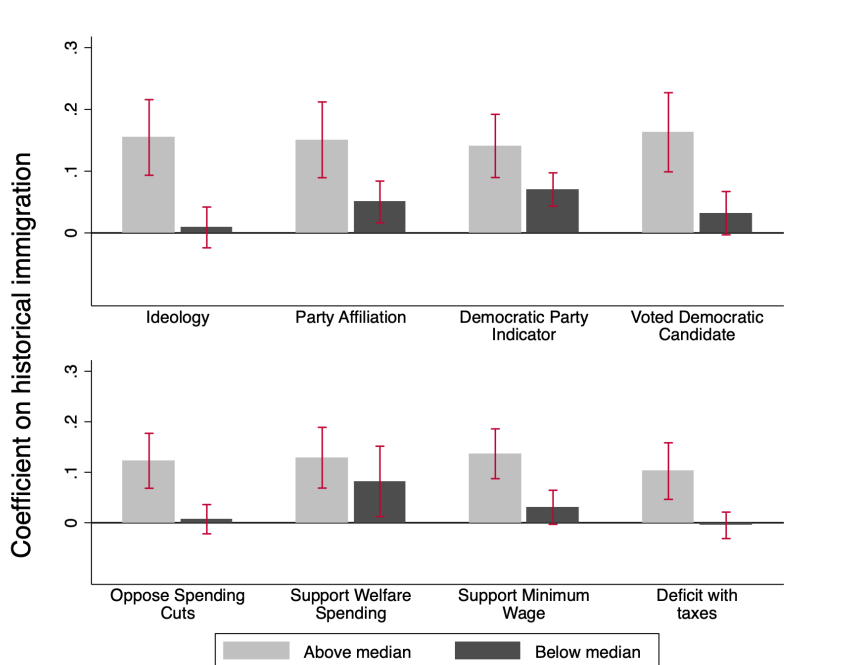 Coefficient on historical immigration
.3
.2
.1
0
Ideology
Party Affiliation
Democratic Party
Indicator
Voted Democratic
Candidate
.3
.2
.1
0
Oppose Spending
Cuts
Support Welfare
Spending
Support Minimum
Wage
Deficit with
taxes
Above median
Below median